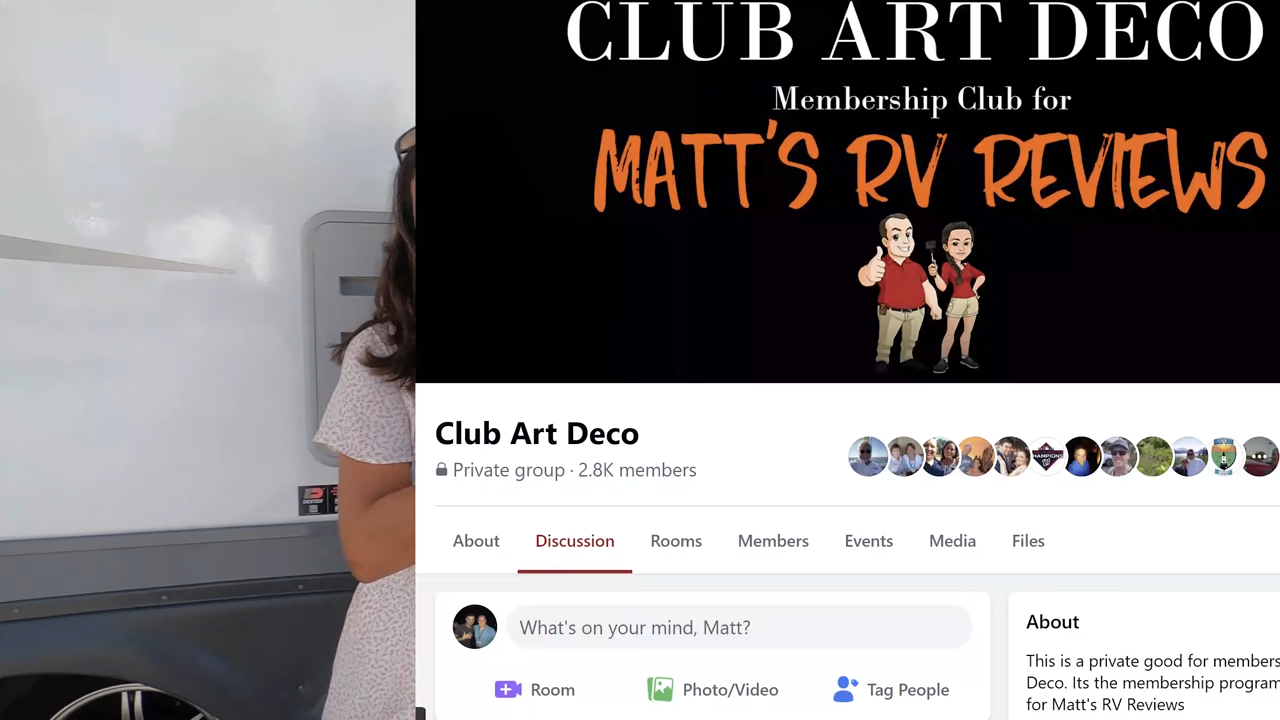 CLUB ART DECO
Membership Club for
MATT'S RV REVIEWS
Club Art Deco
Private group · 2.8K members
CHAMPIONS
DEXTER
About
Discussion
Rooms
Members
Events
Media
Files
What's on your mind, Matt?
Room
Photo/Video
Tag People
About
This is a private good for members
Deco. Its the membership program
for Matt's RV Reviews